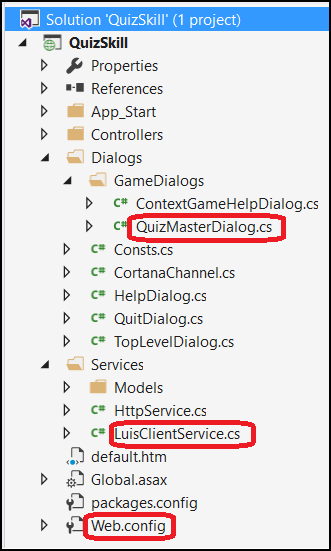 Solution 'QuizSkill' (1 project)
QuizSkill
Properties
References
App_Start
Controllers
Dialogs
GameDialogs
C# ContextGameHelpDialog.cs
C# QuizMasterDialog.cs
C# Consts.cs
C# CortanaChannel.cs
C# HelpDialog.cs
C# QuitDialog.cs
C# TopLevelDialog.cs
Services
Models
C# HttpService.cs
C# LuisClientService.cs
default.htm
Global.asax
packages.config
Web.config